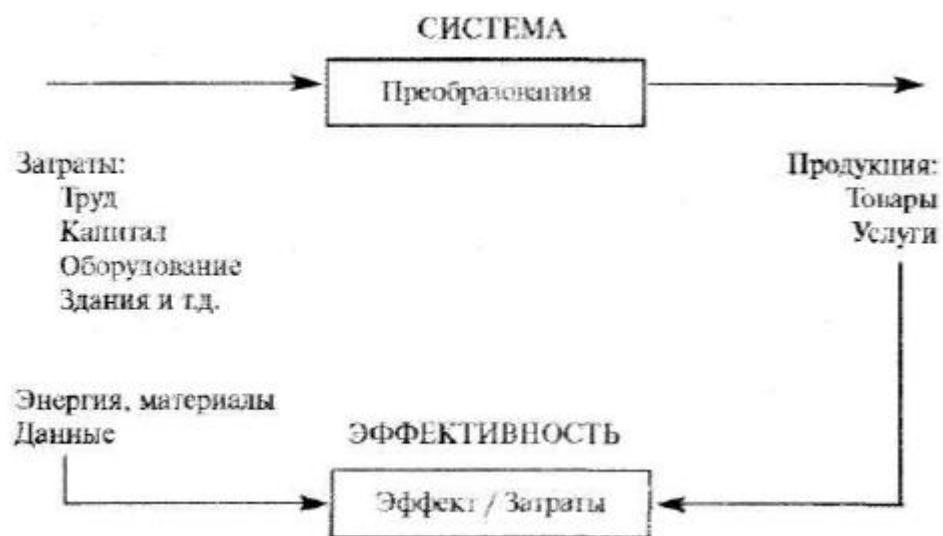 СИСТЕМА
Преобразования
Затраты:
Труд
Капитал
Оборудование
Здания и т.д.
Продукция:
Товары
Услуги
Энергия, материалы
Данные
ЭФФЕКТИВНОСТЬ
Эффект / Затраты